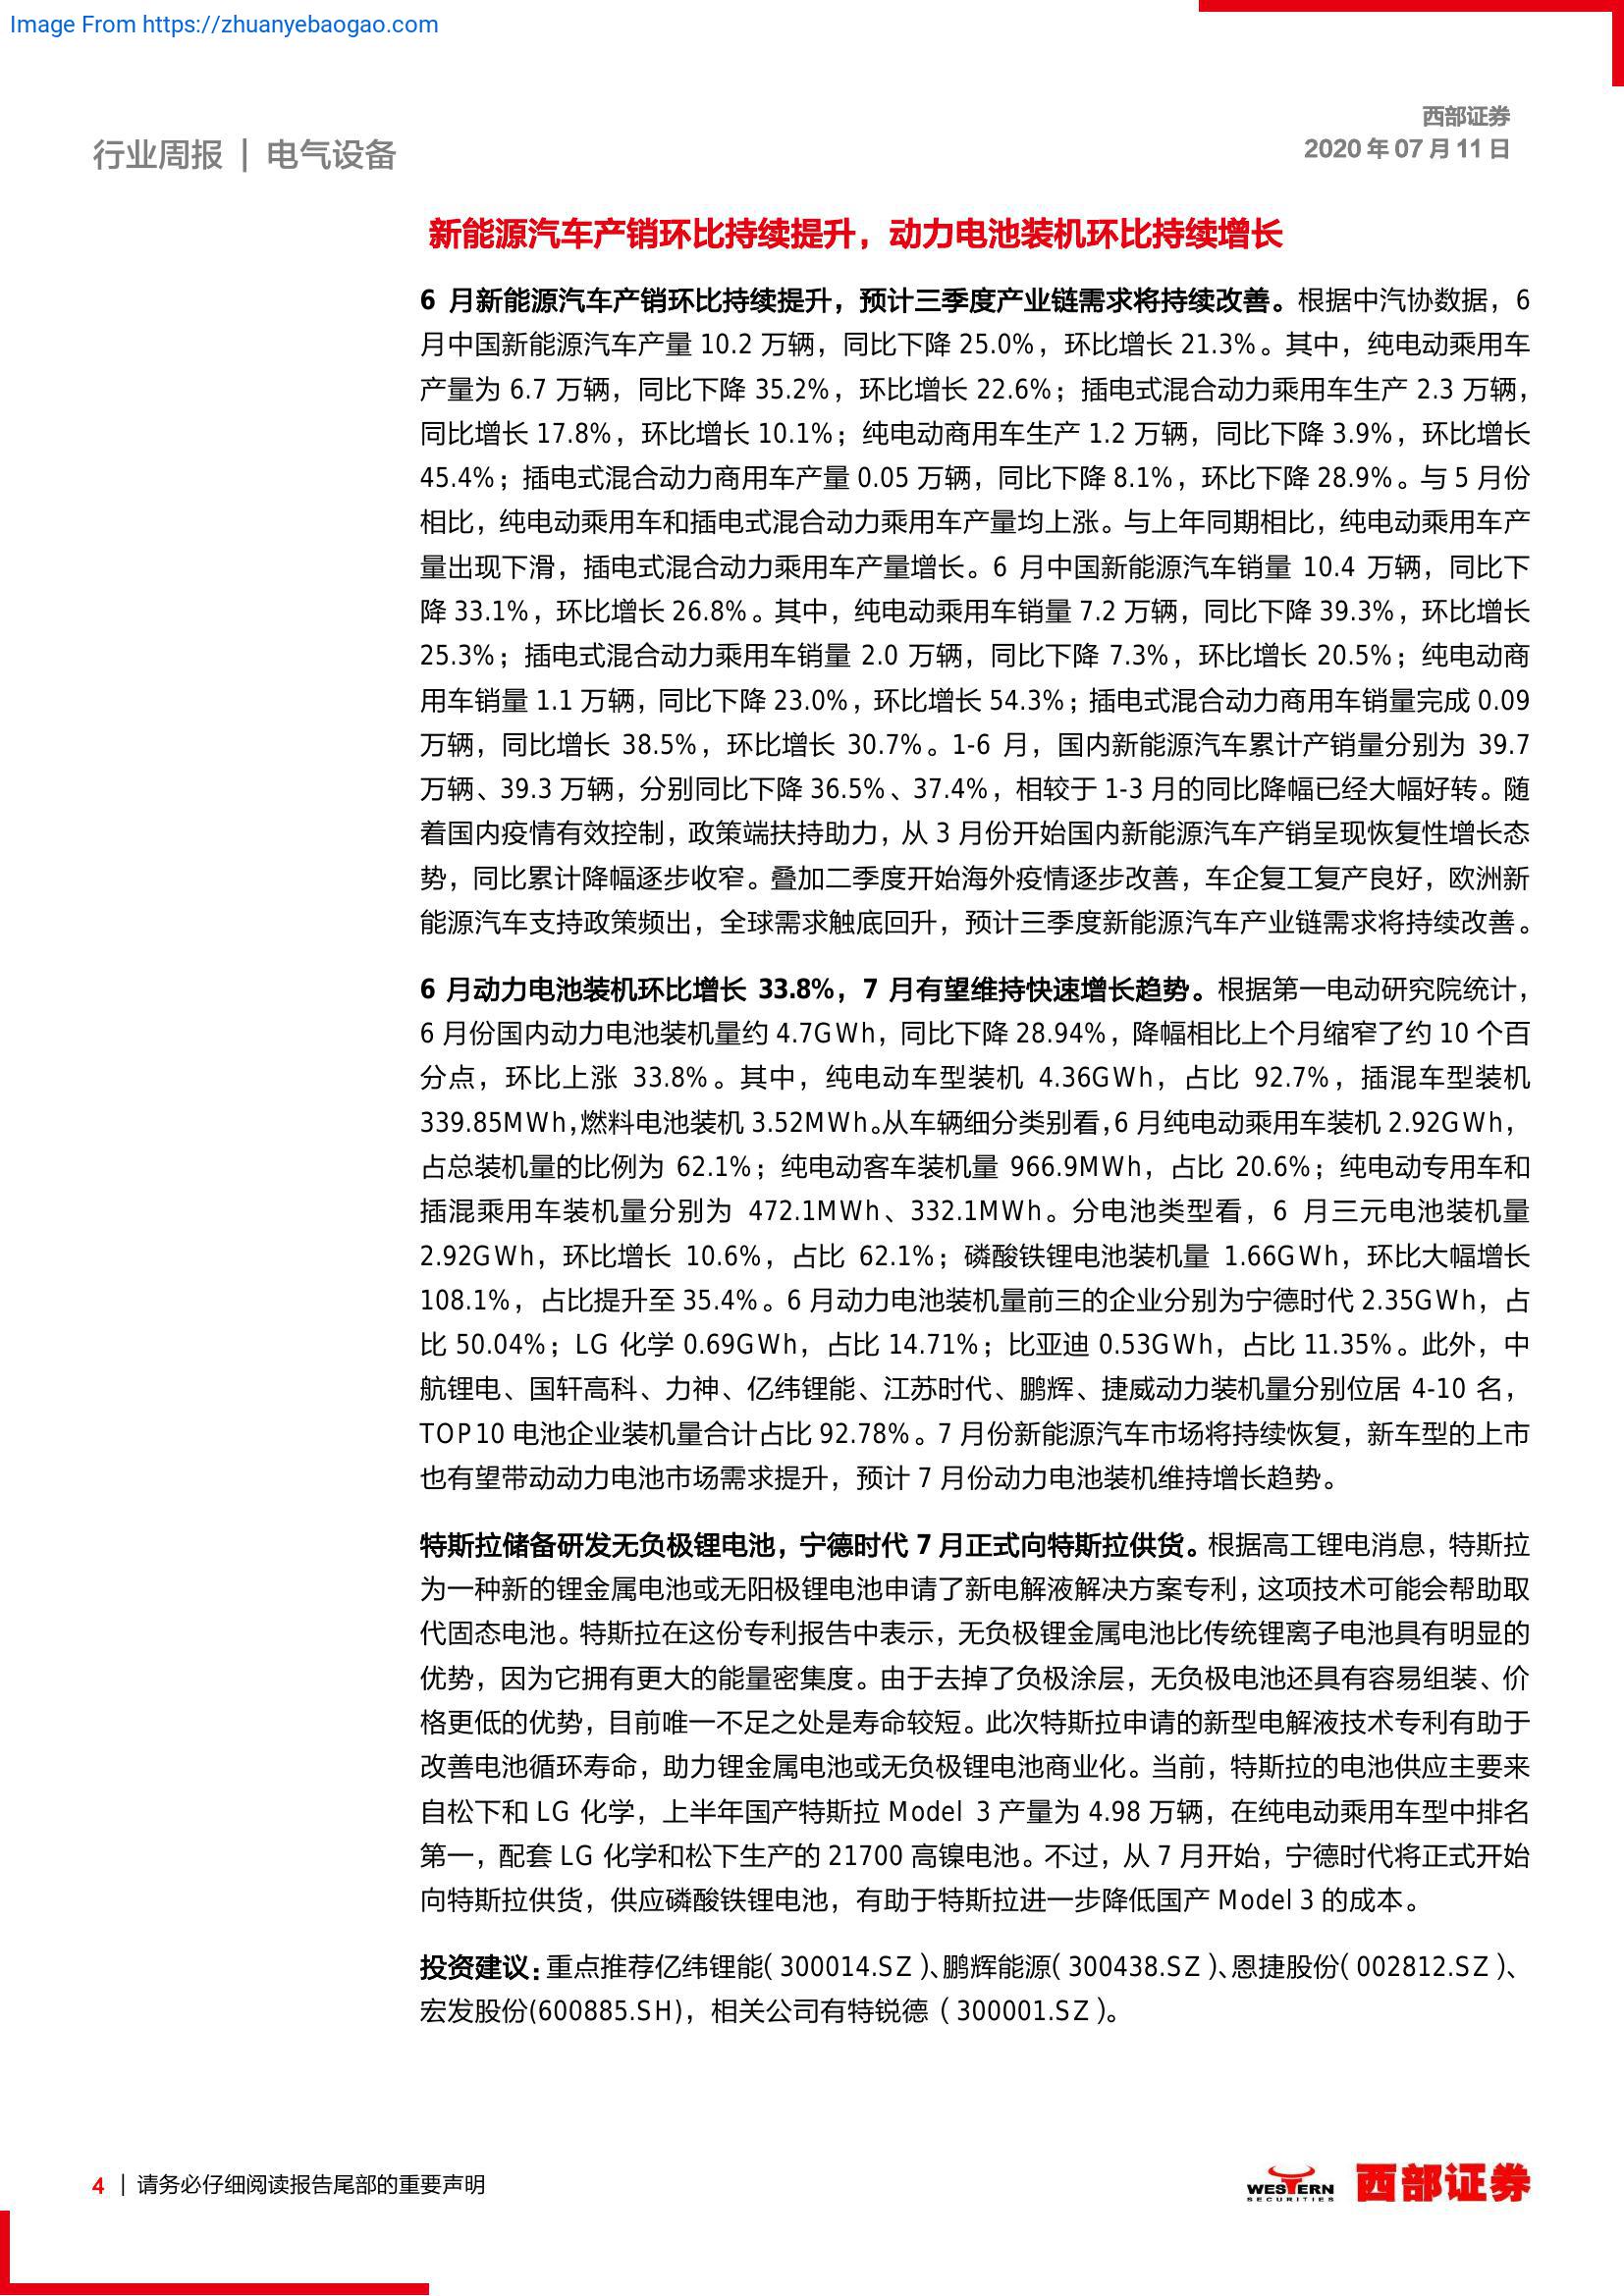 Image From https://zhuanyebaogao.com
西部证券
行业周报 | 电气设备
2020 年 07 月 11 日
新能源汽车产销环比持续提升，动力电池装机环比持续增长
6 月新能源汽车产销环比持续提升，预计三季度产业链需求将持续改善。根据中汽协数据，6
月中国新能源汽车产量 10.2 万辆，同比下降 25.0%，环比增长 21.3%。其中，纯电动乘用车
产量为 6.7 万辆，同比下降 35.2%，环比增长 22.6%；插电式混合动力乘用车生产 2.3 万辆，
同比增长 17.8%，环比增长 10.1%；纯电动商用车生产 1.2 万辆，同比下降 3.9%，环比增长
45.4%；插电式混合动力商用车产量 0.05 万辆，同比下降 8.1%，环比下降 28.9%。与 5 月份
相比，纯电动乘用车和插电式混合动力乘用车产量均上涨。与上年同期相比，纯电动乘用车产
量出现下滑，插电式混合动力乘用车产量增长。6 月中国新能源汽车销量 10.4 万辆，同比下
降 33.1%，环比增长 26.8%。其中，纯电动乘用车销量 7.2 万辆，同比下降 39.3%，环比增长
25.3%；插电式混合动力乘用车销量 2.0 万辆，同比下降 7.3%，环比增长 20.5%；纯电动商
用车销量 1.1 万辆，同比下降 23.0%，环比增长 54.3%；插电式混合动力商用车销量完成 0.09
万辆，同比增长 38.5%，环比增长 30.7%。1-6 月，国内新能源汽车累计产销量分别为 39.7
万辆、39.3 万辆，分别同比下降 36.5%、37.4%，相较于 1-3 月的同比降幅已经大幅好转。随
着国内疫情有效控制，政策端扶持助力，从 3 月份开始国内新能源汽车产销呈现恢复性增长态
势，同比累计降幅逐步收窄。叠加二季度开始海外疫情逐步改善，车企复工复产良好，欧洲新
能源汽车支持政策频出，全球需求触底回升，预计三季度新能源汽车产业链需求将持续改善。
6 月动力电池装机环比增长 33.8%，7 月有望维持快速增长趋势。根据第一电动研究院统计，
6 月份国内动力电池装机量约 4.7GWh，同比下降 28.94%，降幅相比上个月缩窄了约 10 个百
分点，环比上涨 33.8%。其中，纯电动车型装机 4.36GWh，占比 92.7%，插混车型装机
339.85MWh，燃料电池装机 3.52MWh。从车辆细分类别看，6 月纯电动乘用车装机 2.92GWh，
占总装机量的比例为 62.1%；纯电动客车装机量 966.9MWh，占比 20.6%；纯电动专用车和
插混乘用车装机量分别为 472.1MWh、332.1MWh。分电池类型看，6 月三元电池装机量
2.92GWh，环比增长 10.6%，占比 62.1%；磷酸铁锂电池装机量 1.66GWh，环比大幅增长
108.1%，占比提升至 35.4%。6 月动力电池装机量前三的企业分别为宁德时代 2.35GWh，占
比 50.04%；LG 化学 0.69GWh，占比 14.71%；比亚迪 0.53GWh，占比 11.35%。此外，中
航锂电、国轩高科、力神、亿纬锂能、江苏时代、鹏辉、捷威动力装机量分别位居 4-10 名，
TOP10 电池企业装机量合计占比 92.78%。7 月份新能源汽车市场将持续恢复，新车型的上市
也有望带动动力电池市场需求提升，预计 7 月份动力电池装机维持增长趋势。
特斯拉储备研发无负极锂电池，宁德时代 7 月正式向特斯拉供货。根据高工锂电消息，特斯拉
为一种新的锂金属电池或无阳极锂电池申请了新电解液解决方案专利，这项技术可能会帮助取
代固态电池。特斯拉在这份专利报告中表示，无负极锂金属电池比传统锂离子电池具有明显的
优势，因为它拥有更大的能量密集度。由于去掉了负极涂层，无负极电池还具有容易组装、价
格更低的优势，目前唯一不足之处是寿命较短。此次特斯拉申请的新型电解液技术专利有助于
改善电池循环寿命，助力锂金属电池或无负极锂电池商业化。当前，特斯拉的电池供应主要来
自松下和 LG 化学，上半年国产特斯拉 Model 3 产量为 4.98 万辆，在纯电动乘用车型中排名
第一，配套 LG 化学和松下生产的 21700 高镍电池。不过，从 7 月开始，宁德时代将正式开始
向特斯拉供货，供应磷酸铁锂电池，有助于特斯拉进一步降低国产 Model 3 的成本。
投资建议：重点推荐亿纬锂能（300014.SZ）、鹏辉能源（300438.SZ）、恩捷股份（002812.SZ）、
宏发股份(600885.SH)，相关公司有特锐德（300001.SZ）。
4 | 请务必仔细阅读报告尾部的重要声明
WESTERN
SECURITIES
西部证券